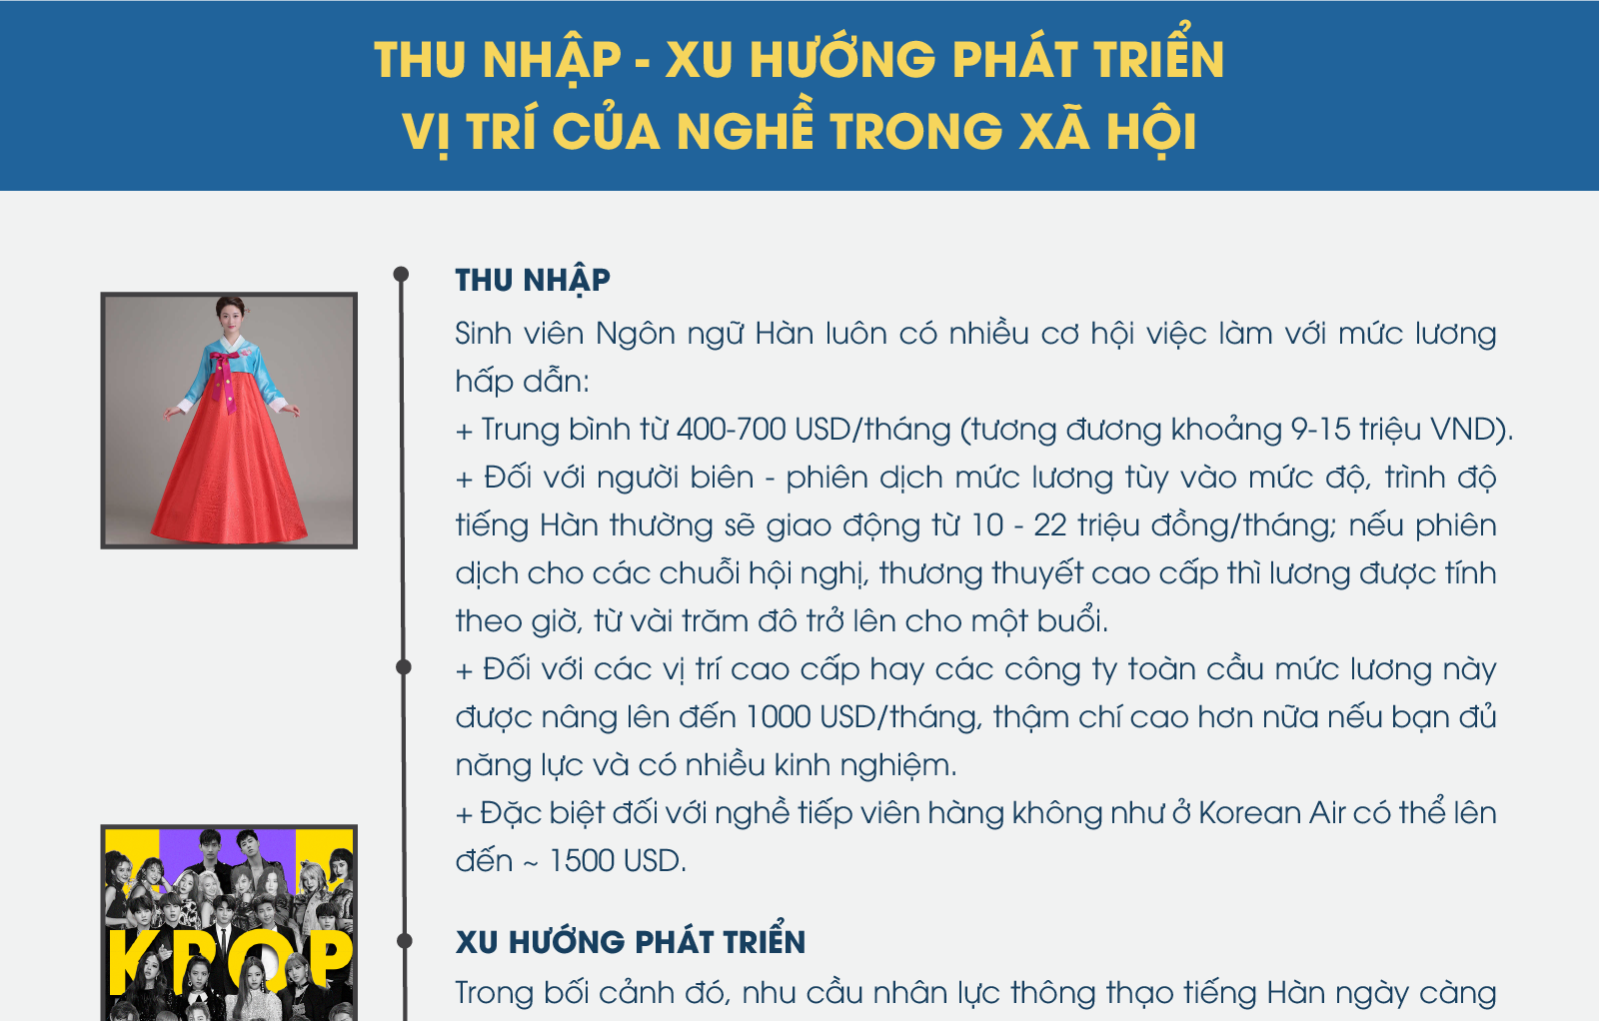 THU NHẬP - XU HƯỚNG PHÁT TRIỂN
VỊ TRÍ CỦA NGHỀ TRONG XÃ HỘI
THU NHẬP
Sinh viên Ngôn ngữ Hàn luôn có nhiều cơ hội việc làm với mức lương
hấp dẫn:
+ Trung bình từ 400-700 USD/tháng (tương đương khoảng 9-15 triệu VND).
+ Đối với người biên - phiên dịch mức lương tùy vào mức độ, trình độ
tiếng Hàn thường sẽ giao động từ 10 - 22 triệu đồng/tháng; nếu phiên
dịch cho các chuỗi hội nghị, thương thuyết cao cấp thì lương được tính
theo giờ, từ vài trăm đô trở lên cho một buổi.
+ Đối với các vị trí cao cấp hay các công ty toàn cầu mức lương này
được nâng lên đến 1000 USD/tháng, thậm chí cao hơn nữa nếu bạn đủ
năng lực và có nhiều kinh nghiệm.
+ Đặc biệt đối với nghề tiếp viên hàng không như ở Korean Air có thể lên
đến ~ 1500 USD.
KPOP
XU HƯỚNG PHÁT TRIỂN
Trong bối cảnh đó, nhu cầu nhân lực thông thạo tiếng Hàn ngày càng